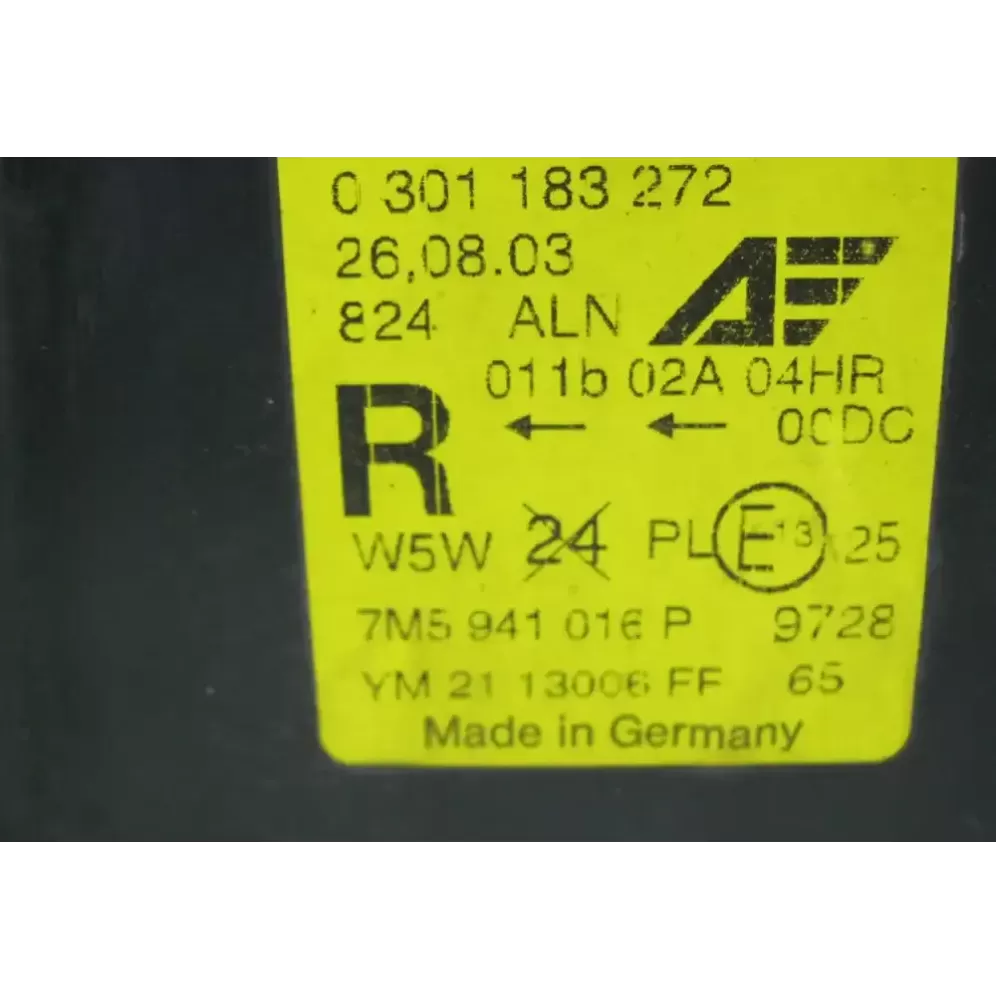 0 301 183 272
26,08.03
824 ALN AF
011b 02A 04HR
R ← ← 00DC
W5W 24 PL E 13 25
7M5 941 016 P 9728
YM 21 13006 FF 65
Made in Germany